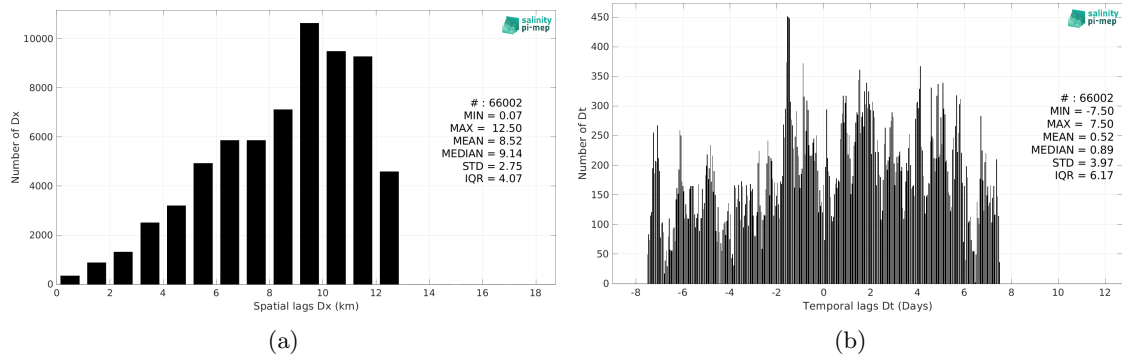 10000
8000
6000
4000
2000
0
Number of Dx
0 2 4 6 8 10 12 14 16 18
Spatial lags Dx (km)
salinity
pi-mep
# : 66002
MIN = 0.07
MAX = 12.50
MEAN = 8.52
MEDIAN = 9.14
STD = 2.75
IQR = 4.07
(a)
450
400
350
300
250
200
150
100
50
0
Number of Dt
-8 -6 -4 -2 0 2 4 6 8 10 12
Temporal lags Dt (Days)
salinity
pi-mep
# : 66002
MIN = -7.50
MAX = 7.50
MEAN = 0.52
MEDIAN = 0.89
STD = 3.97
IQR = 6.17
(b)